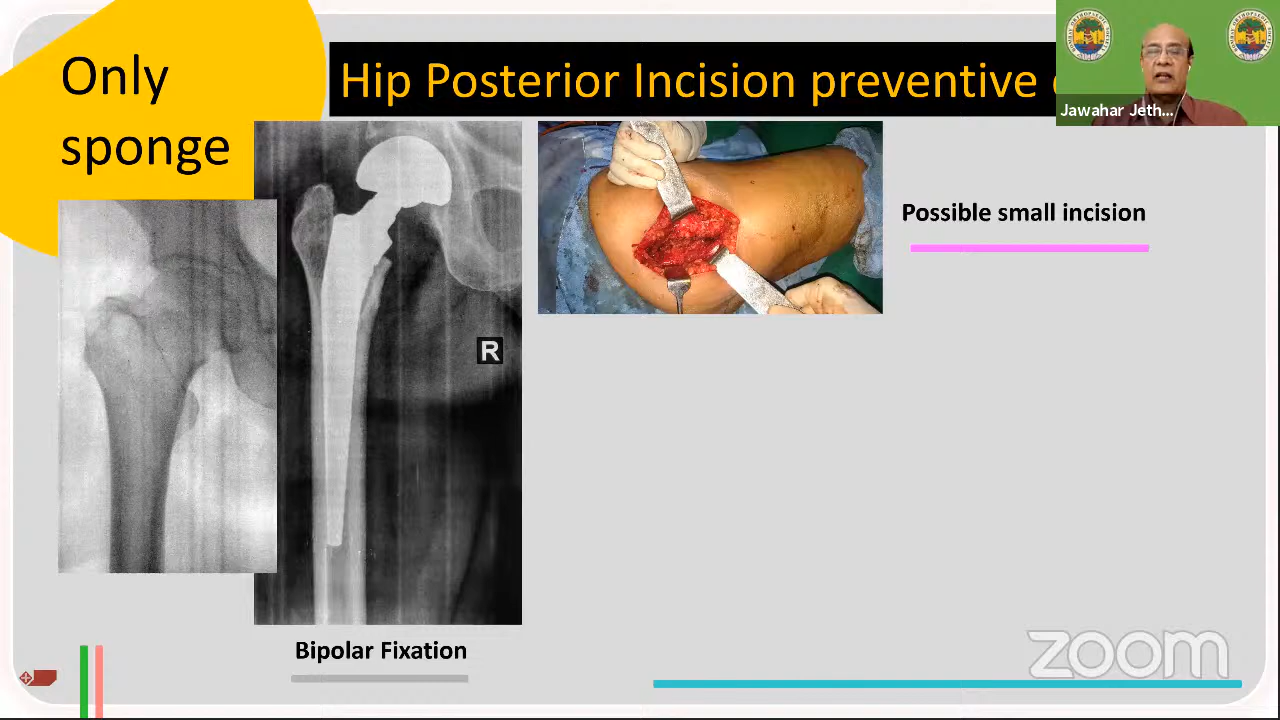 Only
sponge
Hip Posterior Incision preventive
Jawahar Jeth...
Possible small incision
R
Bipolar Fixation
zoom